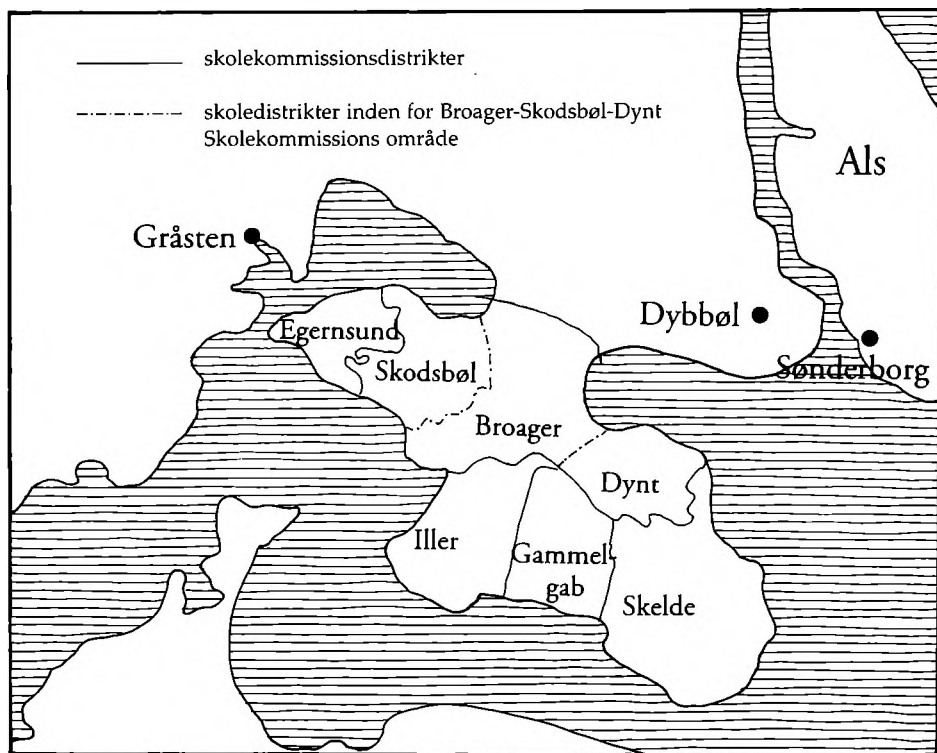 skolekommissionsdistrikter
skoledistrikter inden for Broager-Skodsbøl-Dynt
Skolekommissions område
Als
Gråsten
Dybbøl
Egernsund
Sønderborg
Skodsbøl
Broager
Dynt
Iller
Gammel-
gab
Skelde